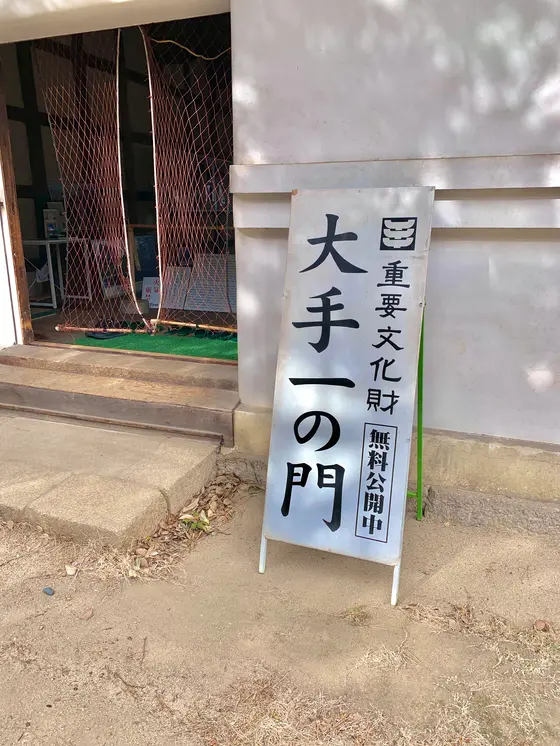 重要文化財
無料公開中
大手一の門